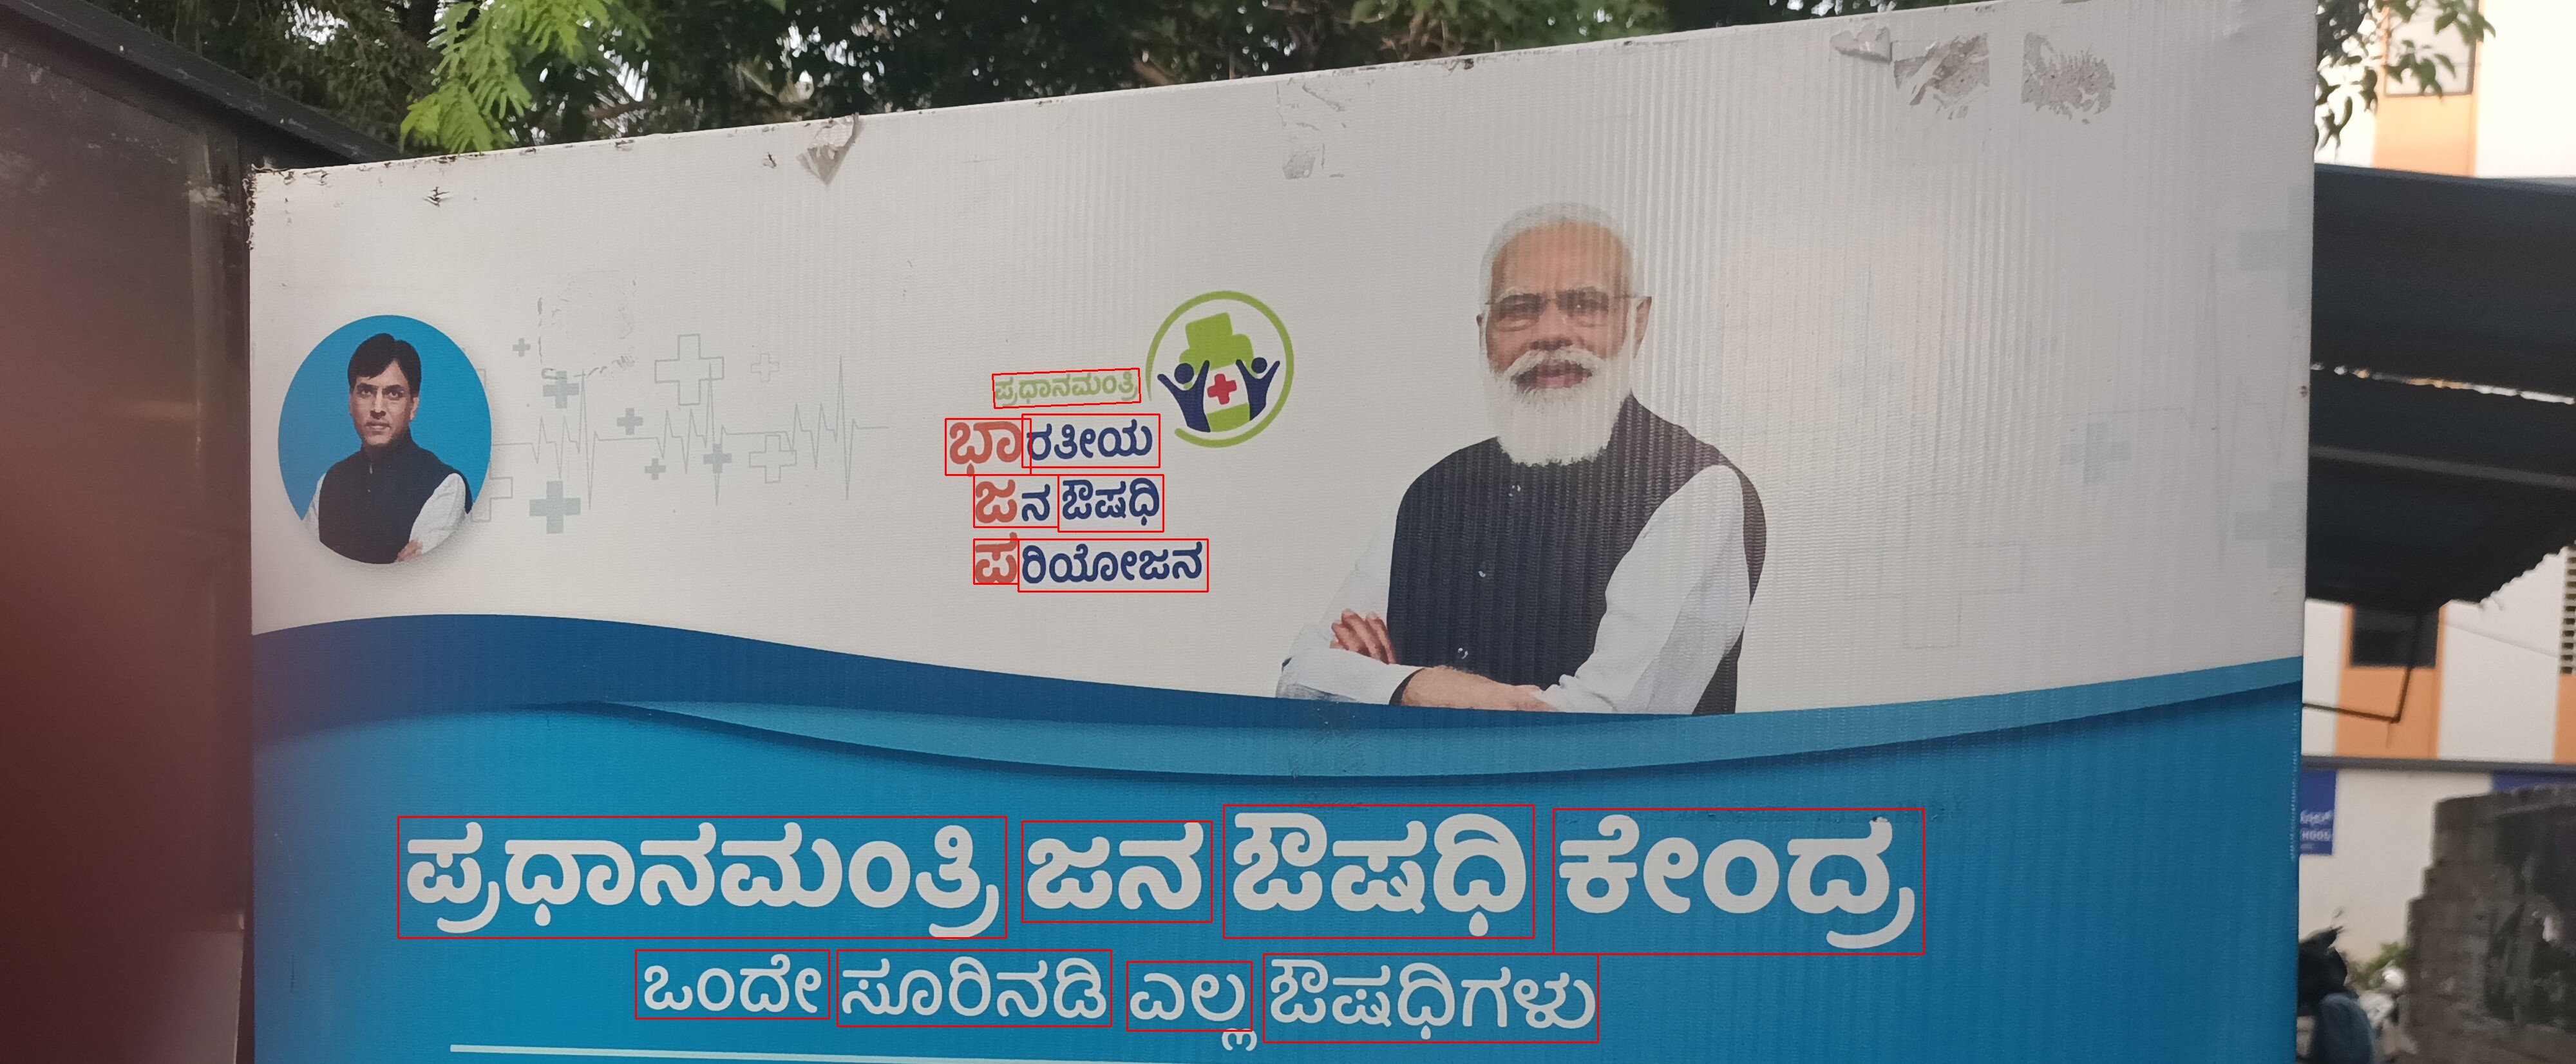 ಪ್ರಧಾನಮಂತ್ರಿ
ಭಾರತೀಯ
ಜನ ಔಷಧಿ
ಪರಿಯೋಜನ
ಪ್ರಧಾನಮಂತ್ರಿ ಜನ ಔಷಧಿ ಕೇಂದ್ರ
ಒಂದೇ ಸೂರಿನಡಿ ಎಲ್ಲ ಔಷಧಿಗಳು